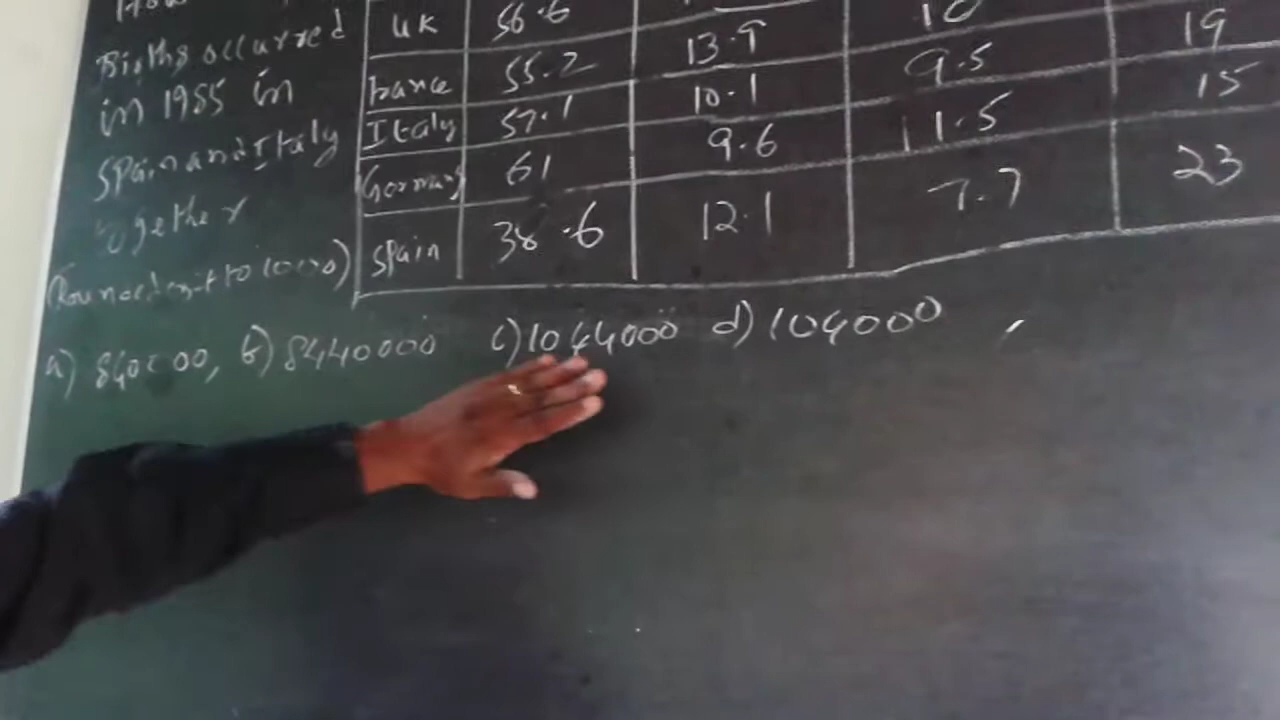 How
Births occurred
in 1985 in
Spain and Italy
together
(Rounded to 1000)
UK 56.6 10 19
France 55.2 13.9 9.5 15
Italy 57.1 10.1 11.5 23
Germany 61 9.6 7.7
Spain 38.6 12.1
a) 840000, b) 8440000 c) 1044000 d) 104000